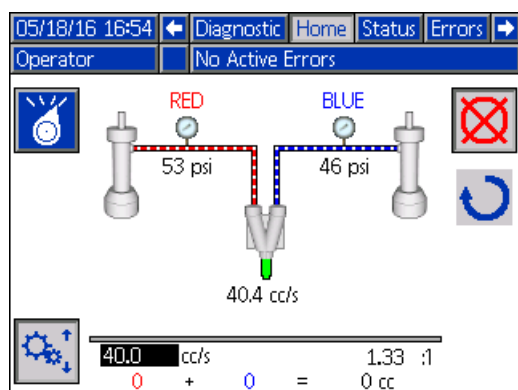 05/18/16 16:54 Diagnostic Home Status Errors
Operator No Active Errors
RED BLUE
53 psi 46 psi
40.4 cc/s
40.0 cc/s 1.33 :1
0 + 0 = 0 cc